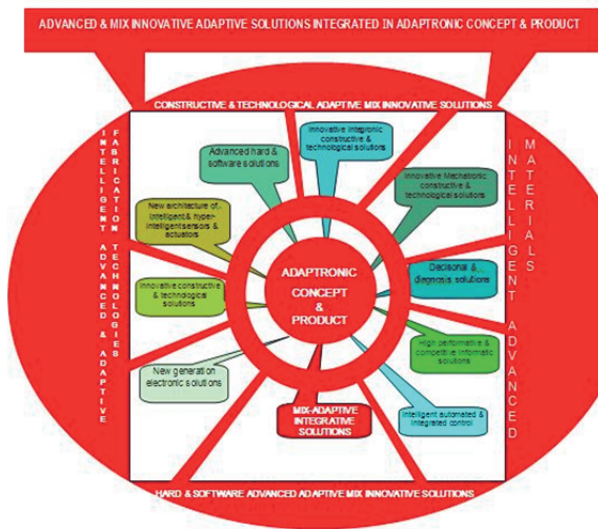 ADVANCED & MIX INNOVATIVE ADAPTIVE SOLUTIONS INTEGRATED IN ADAPTRONIC CONCEPT & PRODUCT
CONSTRUCTIVE & TECHNOLOGICAL ADAPTIVE MIX INNOVATIVE SOLUTIONS
INTELLIGENT ADVANCED & ADAPTIVE
FABRICATION TECHNOLOGIES
Advanced hard &
software solutions
Innovative Integronic
constructive &
technological solutions
Innovative Mechatronic
constructive &
technological solutions
New architecture of,
Intelligent & hyper-
intelligent sensors &
actuators
ADAPTRONIC
CONCEPT
&
PRODUCT
Decisional &
diagnosis solutions
Innovative constructive
& technological
solutions
High performative &
competitive informatic
solutions
New generation
electronic solutions
MIX-ADAPTIVE
INTEGRATIVE
SOLUTIONS
Intelligent automated &
Integrated control
INTELLIGENT ADVANCED
MATERIALS
HARD & SOFTWARE ADVANCED ADAPTIVE MIX INNOVATIVE SOLUTIONS